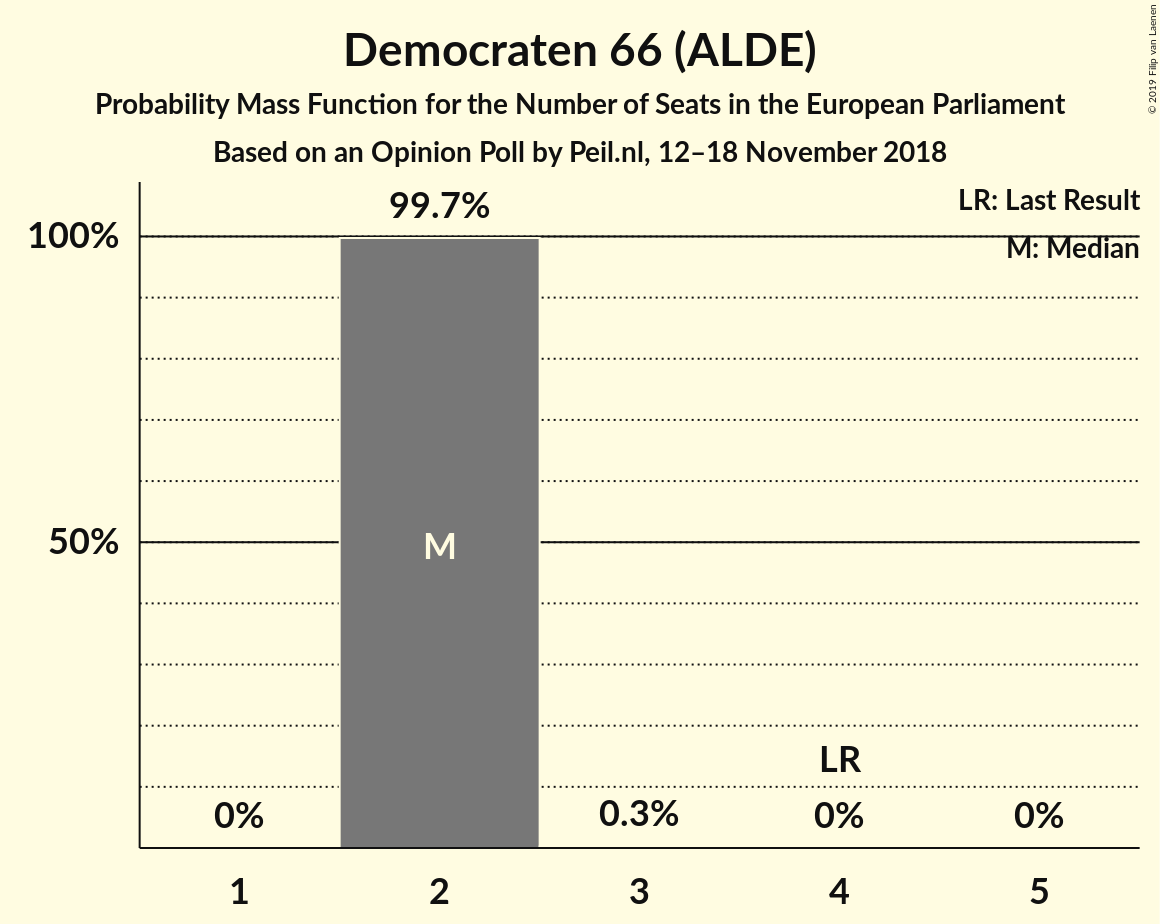 Democraten 66 (ALDE)
Probability Mass Function for the Number of Seats in the European Parliament
Based on an Opinion Poll by Peil.nl, 12–18 November 2018
© 2019 Filip van Laenen
99.7%
LR: Last Result
100%
M: Median
50%
M
LR
0%
0.3%
0%
0%
1
2
3
4
5